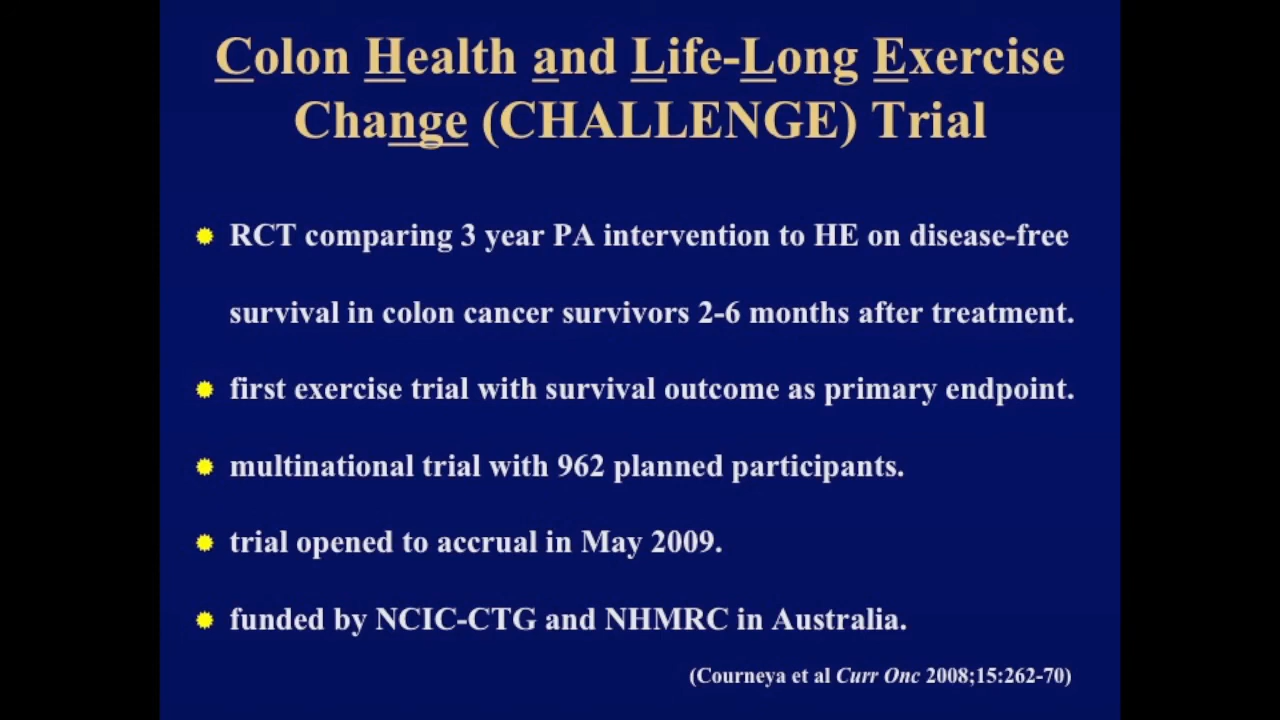 Colon Health and Life-Long Exercise
Change (CHALLENGE) Trial
RCT comparing 3 year PA intervention to HE on disease-free
survival in colon cancer survivors 2-6 months after treatment.
first exercise trial with survival outcome as primary endpoint.
multinational trial with 962 planned participants.
trial opened to accrual in May 2009.
funded by NCIC-CTG and NHMRC in Australia.
(Courneya et al Curr Onc 2008;15:262-70)